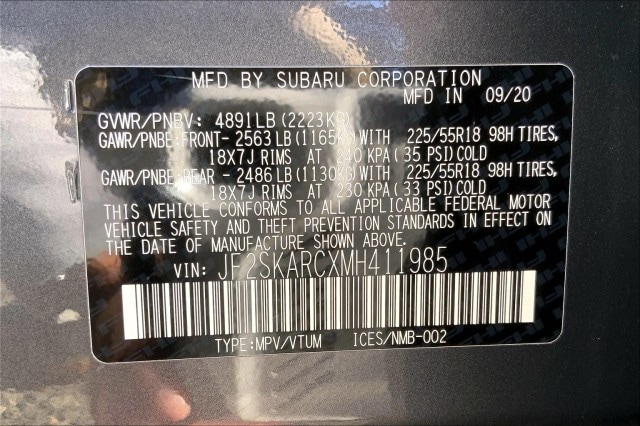 MFD BY SUBARU CORPORATION
MFD IN 09/20
GVWR/PNBV: 4891LB (2223KG)
GAWR/PNBE:FRONT- 2563 LB (1165KG) WITH 225/55R18 98H TIRES,
18X7J RIMS AT 240 KPA (35 PSI) COLD
GAWR/PNBE:REAR - 2486 LB (1130KG) WITH 225/55R18 98H TIRES,
18X7J RIMS AT 230 KPA (33 PSI) COLD
THIS VEHICLE CONFORMS TO ALL APPLICABLE FEDERAL MOTOR
VEHICLE SAFETY AND THEFT PREVENTION STANDARDS IN EFFECT ON
THE DATE OF MANUFACTURE SHOWN ABOVE.
VIN: JF2SKARCXMH411985
TYPE:MPV/VTUM ICES/NMB-002